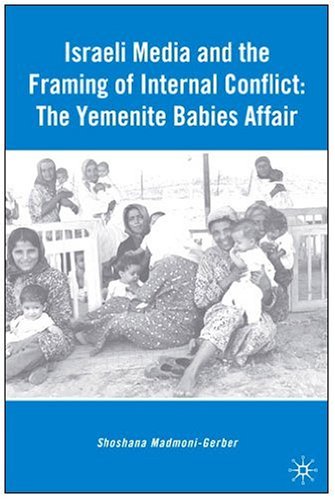 Israeli Media and the
Framing of Internal Conflict:
The Yemenite Babies Affair
Shoshana Madmoni-Gerber